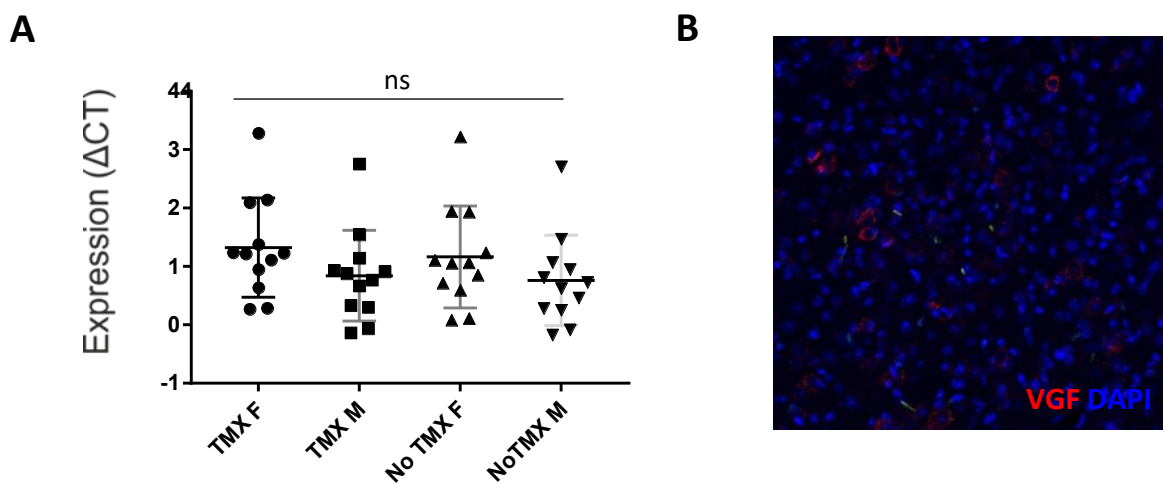 A
B
ns
Expression (ΔCT)
44
3
2
1
0
-1
TMX F
TMX M
No TMX F
NoTMX M
VGF DAPI